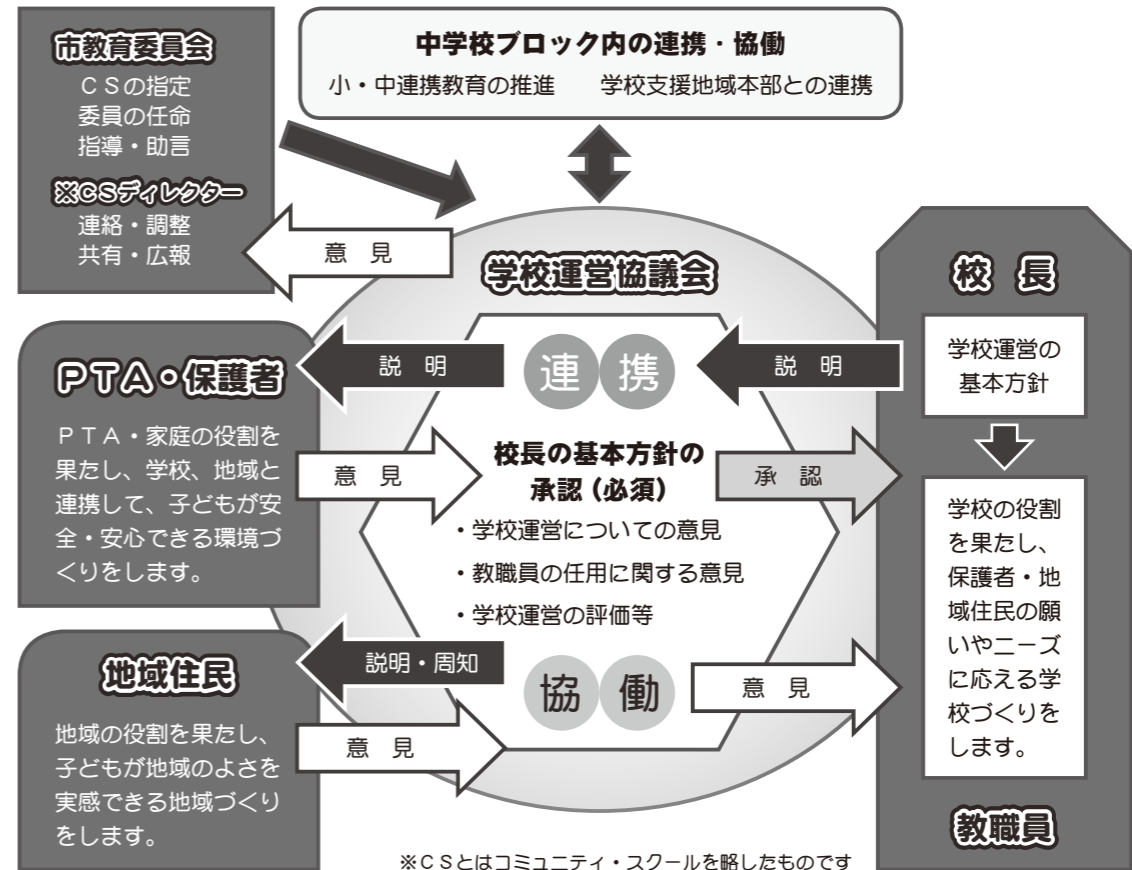 市教育委員会
CSの指定
委員の任命
指導・助言
※CSディレクター
連絡・調整
共有・広報
中学校ブロック内の連携・協働
小・中連携教育の推進　　学校支援地域本部との連携
意 見
学校運営協議会
説 明
連携
説 明
校長の基本方針の
承認（必須）
・学校運営についての意見
・教職員の任用に関する意見
・学校運営の評価等
意 見
承 認
説明・周知
協働
意 見
意 見
PTA・保護者
PTA・家庭の役割を
果たし、学校、地域と
連携して、子どもが安
全・安心できる環境づ
くりをします。
地域住民
地域の役割を果たし、
子どもが地域のよさを
実感できる地域づくり
をします。
校 長
学校運営の
基本方針
学校の役割
を果たし、
保護者・地
域住民の願
いやニーズ
に応える学
校づくりを
します。
教職員
※CSとはコミュニティ・スクールを略したものです